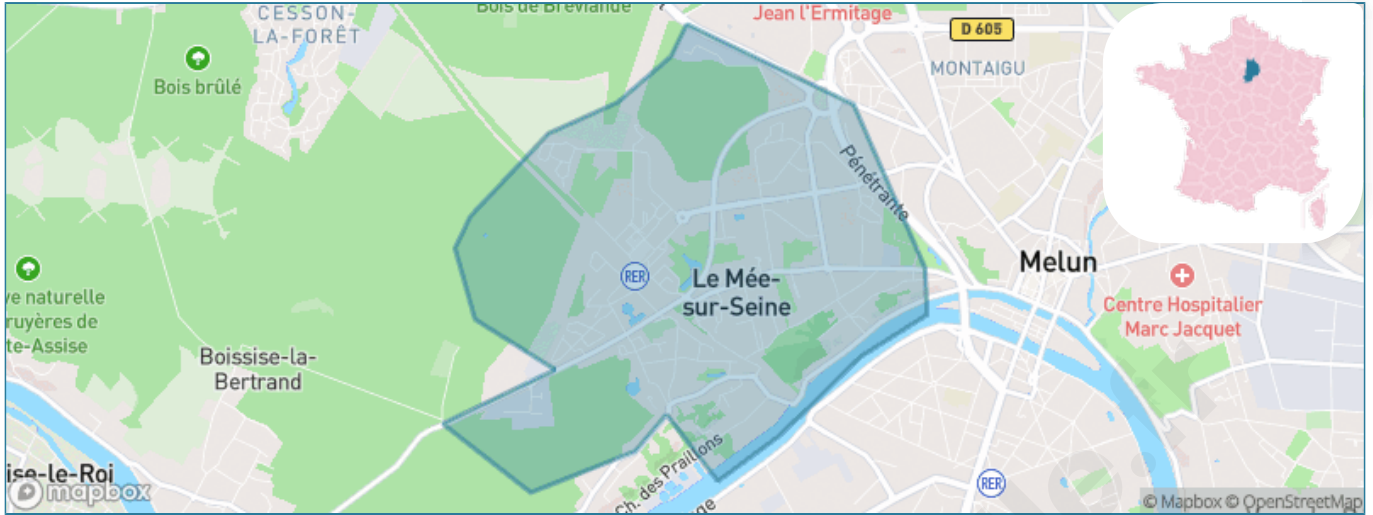 CESSON-
LA-FORÊT
Bois de Bréviande
Jean l'Ermitage
D 605
MONTAIGU
Bois brûlé
Pénétrante
Melun
RER
Le Mée-
sur-Seine
Centre Hospitalier
Marc Jacquet
ve naturelle
ruyères de
te-Assise
Boissise-la-
Bertrand
Ch. des Praillons
ise-le-Roi
RER
mapbox
© Mapbox © OpenStreetMap